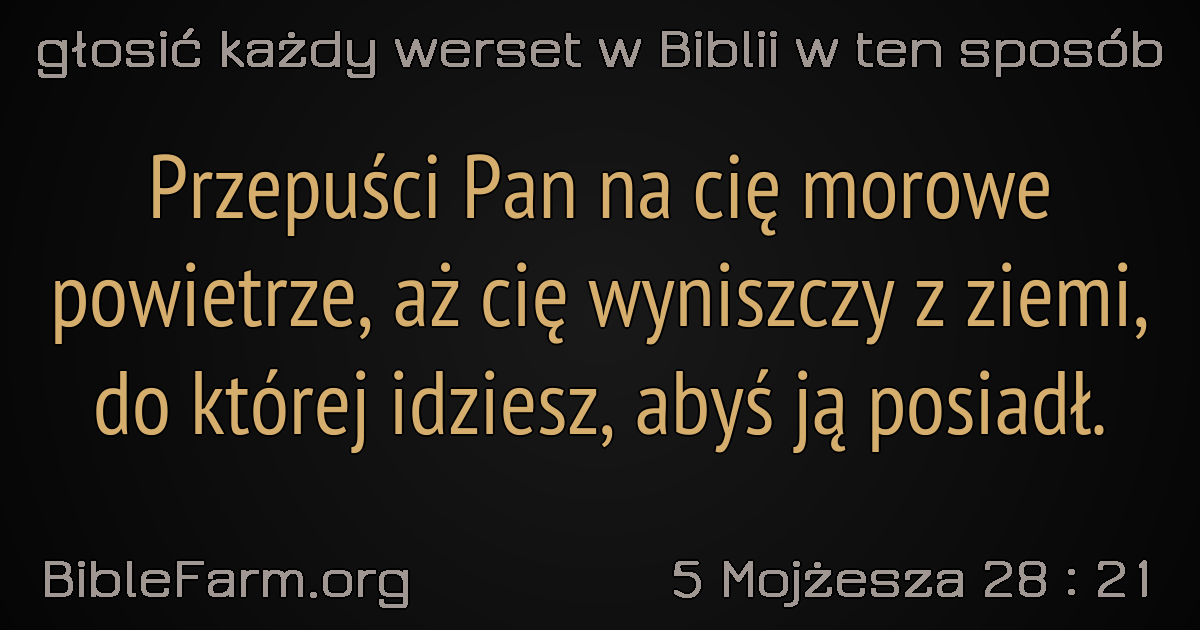 głosić każdy werset w Biblii w ten sposób
Przepuści Pan na cię morowe
powietrze, aż cię wyniszczy z ziemi,
do której idziesz, abyś ją posiadł.
BibleFarm.org
5 Mojżesza 28 : 21